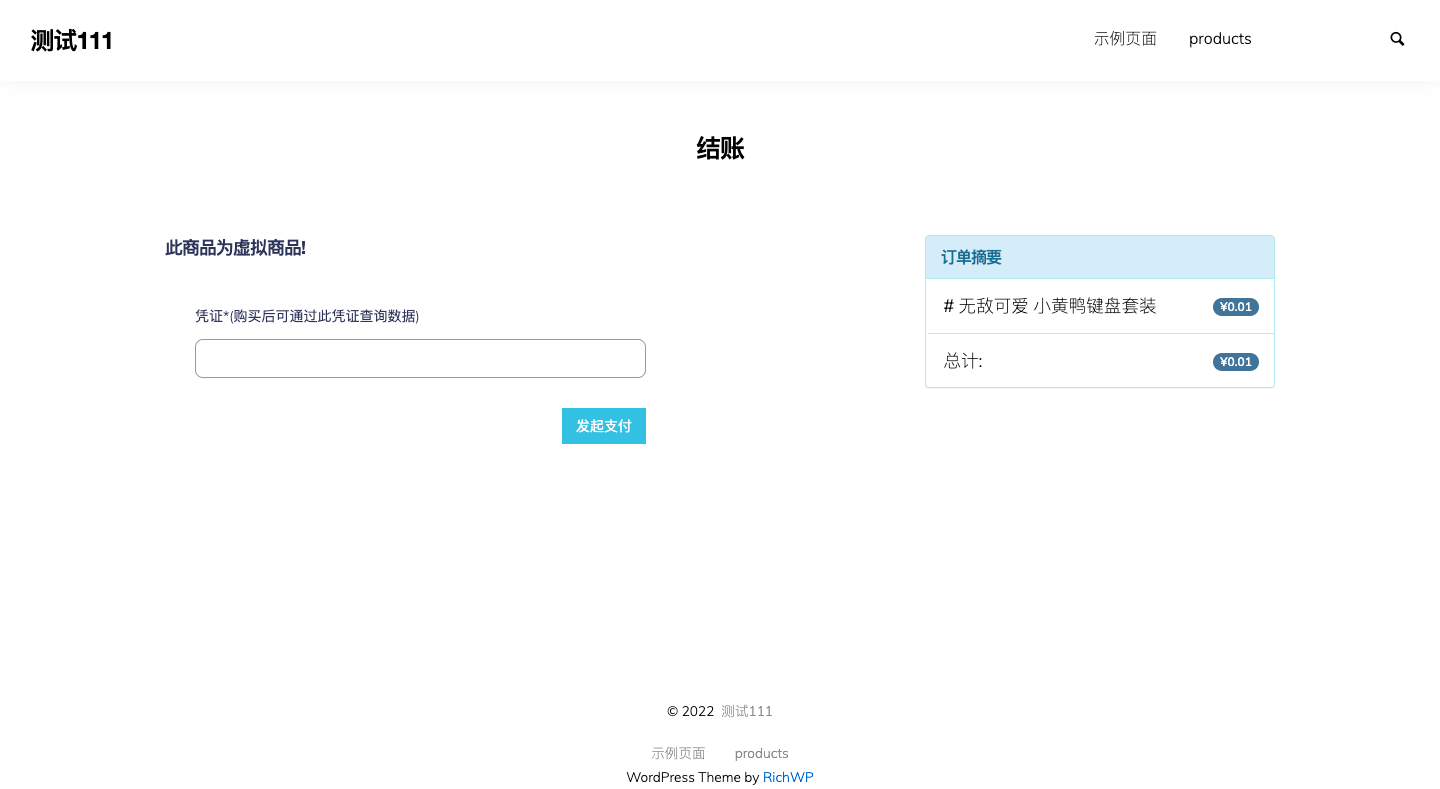 测试111
示例页面 products
结账
此商品为虚拟商品!
凭证*(购买后可通过此凭证查询数据)
发起支付
订单摘要
# 无敌可爱 小黄鸭键盘套装 ¥0.01
总计: ¥0.01
© 2022 测试111
示例页面 products
WordPress Theme by RichWP